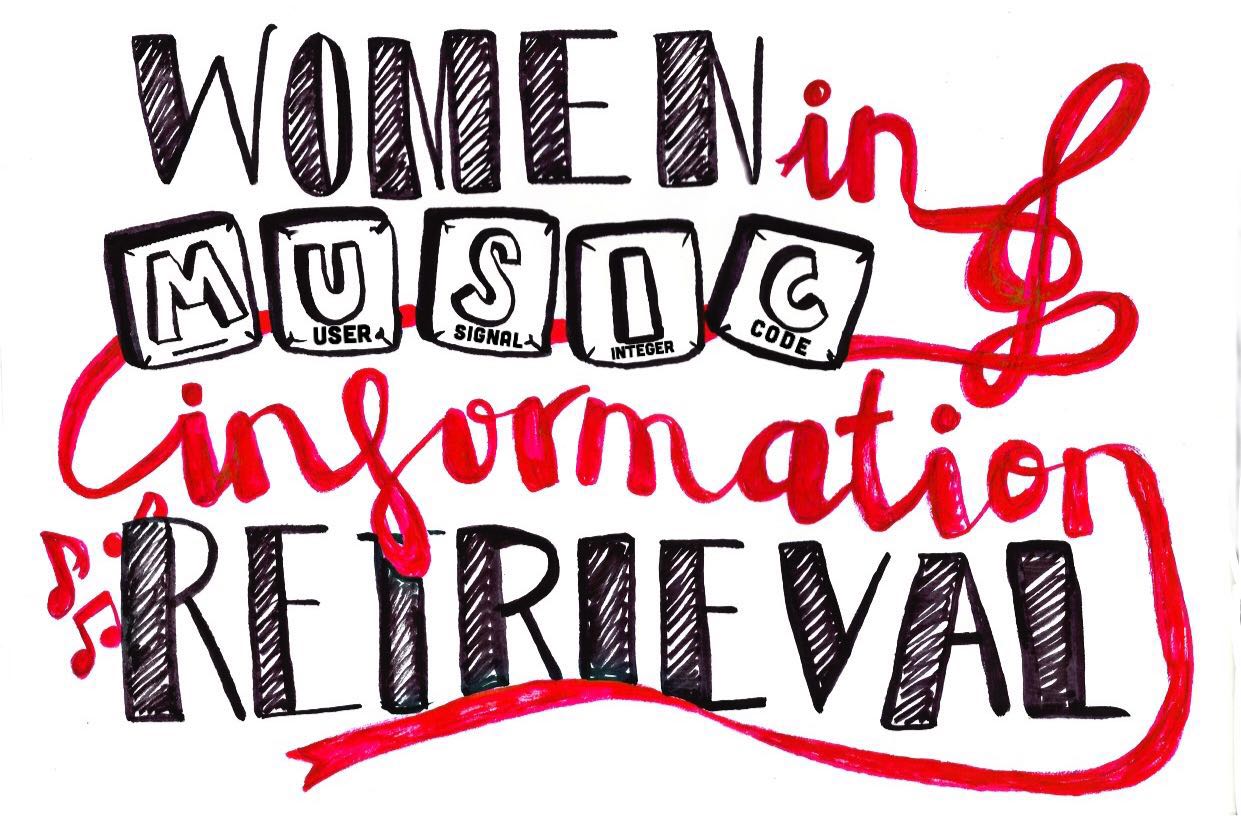 WOMEN in
MUSIC
USER SIGNAL INTEGER CODE
information
RETRIEVAL